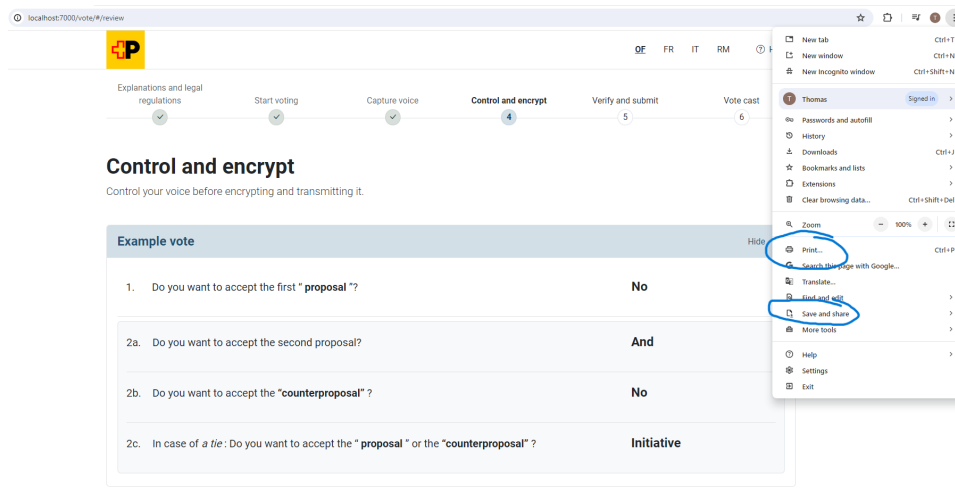 localhost:7000/vote/#/review
T
P
OF FR IT RM
Explanations and legal
regulations
Start voting
Capture voice
Control and encrypt
Verify and submit
Vote cast
4
5
6
Control and encrypt
Control your voice before encrypting and transmitting it.
Example vote
Hide
1. Do you want to accept the first “ proposal ”?
No
2a. Do you want to accept the second proposal?
And
2b. Do you want to accept the “counterproposal” ?
No
2c. In case of a tie : Do you want to accept the “ proposal ” or the “counterproposal” ?
Initiative
New tab Ctrl+T
New window Ctrl+N
New Incognito window Ctrl+Shift+N
T Thomas Signed in
Passwords and autofill
History
Downloads Ctrl+J
Bookmarks and lists
Extensions
Clear browsing data... Ctrl+Shift+Del
Zoom − 100% +
Print... Ctrl+P
Search this page with Google...
Translate...
Find and edit
Save and share
More tools
Help
Settings
Exit